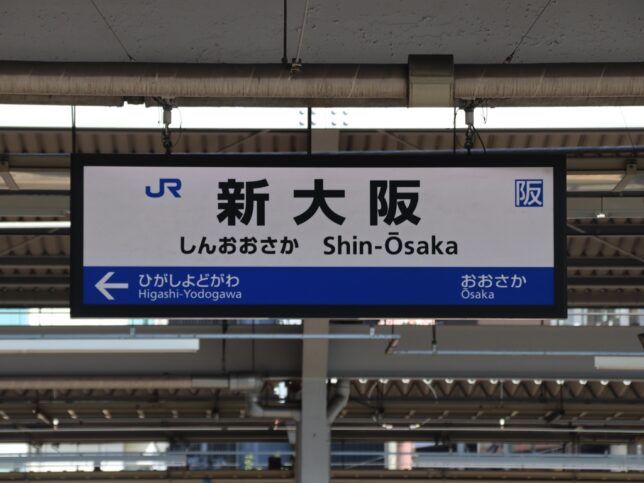 JR 新大阪 阪
しんおおさか Shin-Ōsaka
ひがしよどがわ おおさか
Higashi-Yodogawa Ōsaka